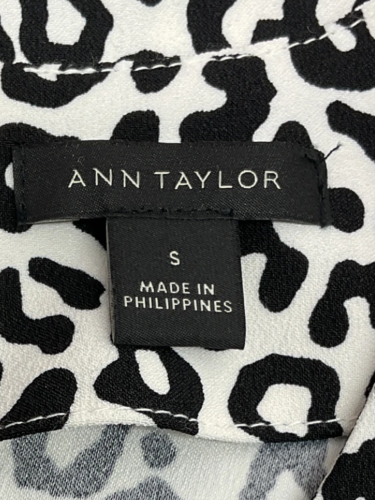 ANN TAYLOR
S
MADE IN
PHILIPPINES